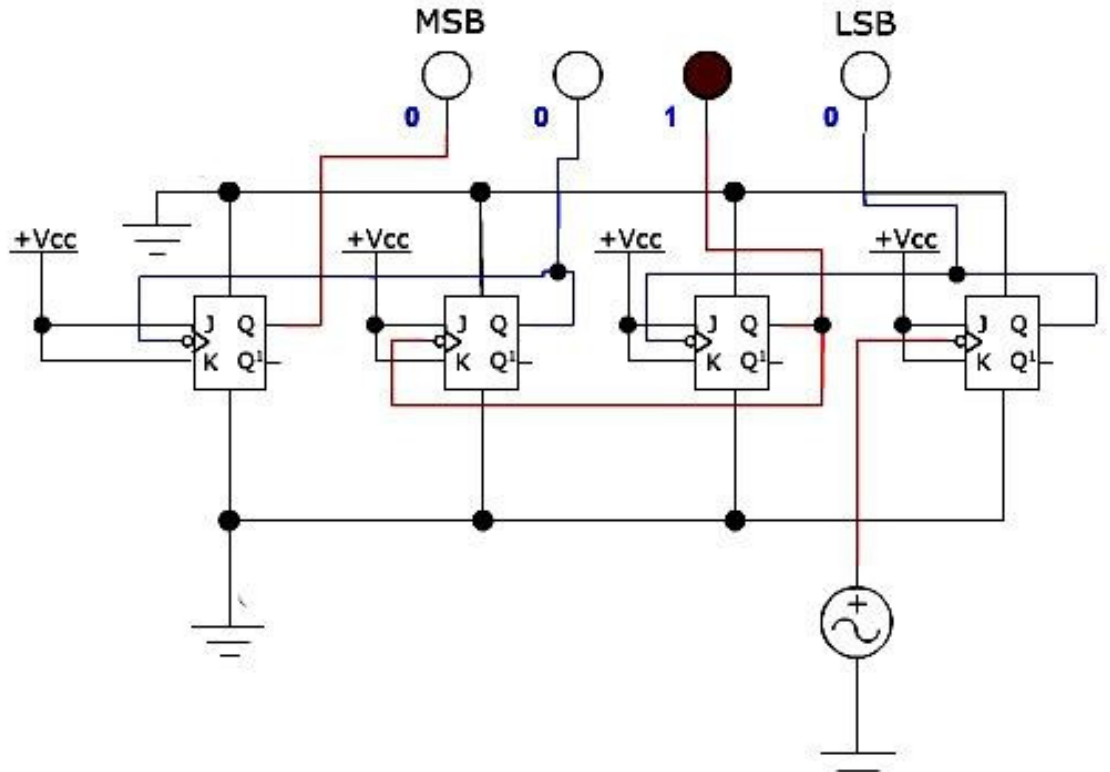 MSB LSB
0 0 1 0
+Vcc +Vcc +Vcc +Vcc
J Q J Q J Q J Q
K Q¹ K Q¹ K Q¹ K Q¹
+